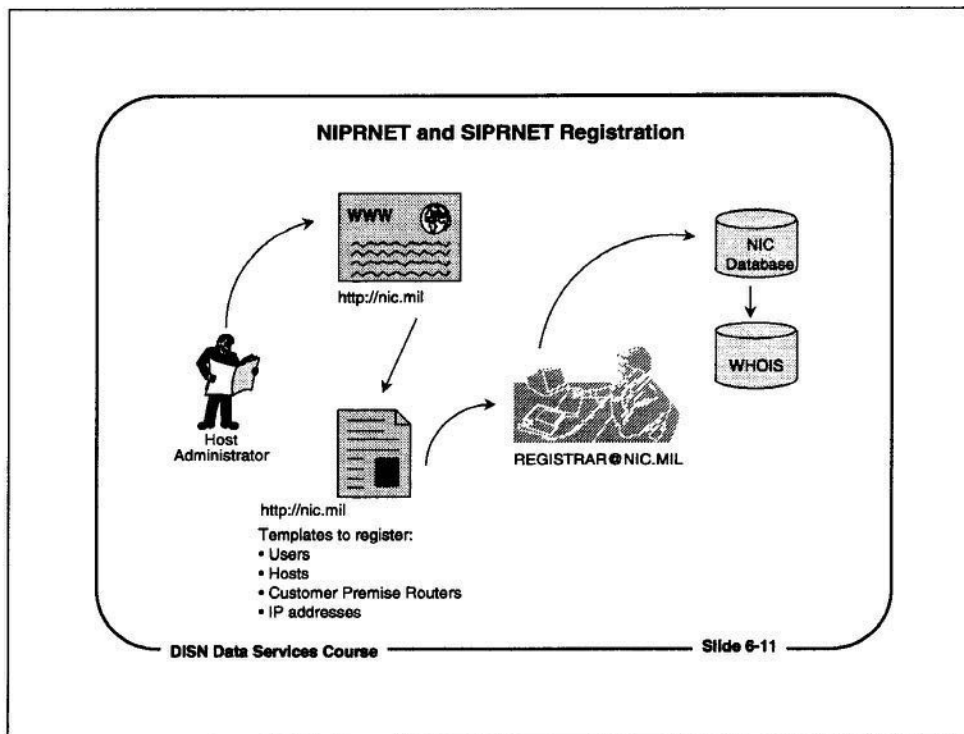 NIPRNET and SIPRNET Registration
WWW
http://nic.mil
Host
Administrator
http://nic.mil
Templates to register:
• Users
• Hosts
• Customer Premise Routers
• IP addresses
REGISTRAR@NIC.MIL
NIC
Database
WHOIS
DISN Data Services Course
Slide 6-11